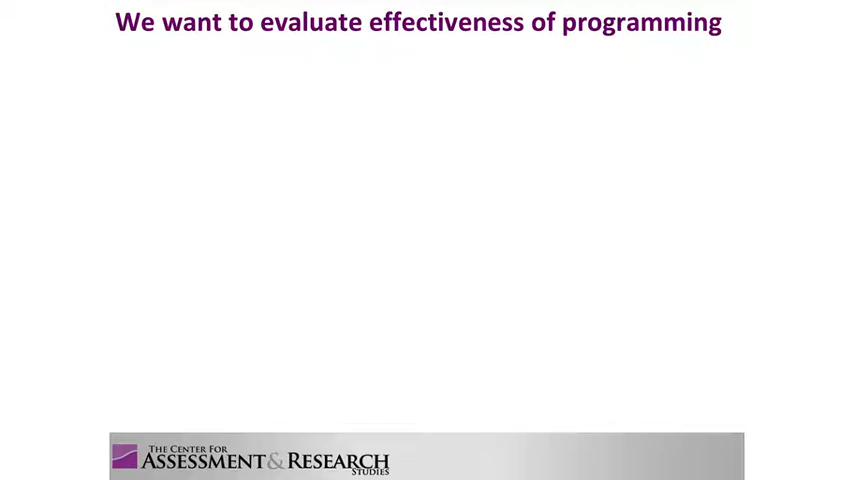 We want to evaluate effectiveness of programming
THE CENTER FOR
ASSESSMENT & RESEARCH
STUDIES